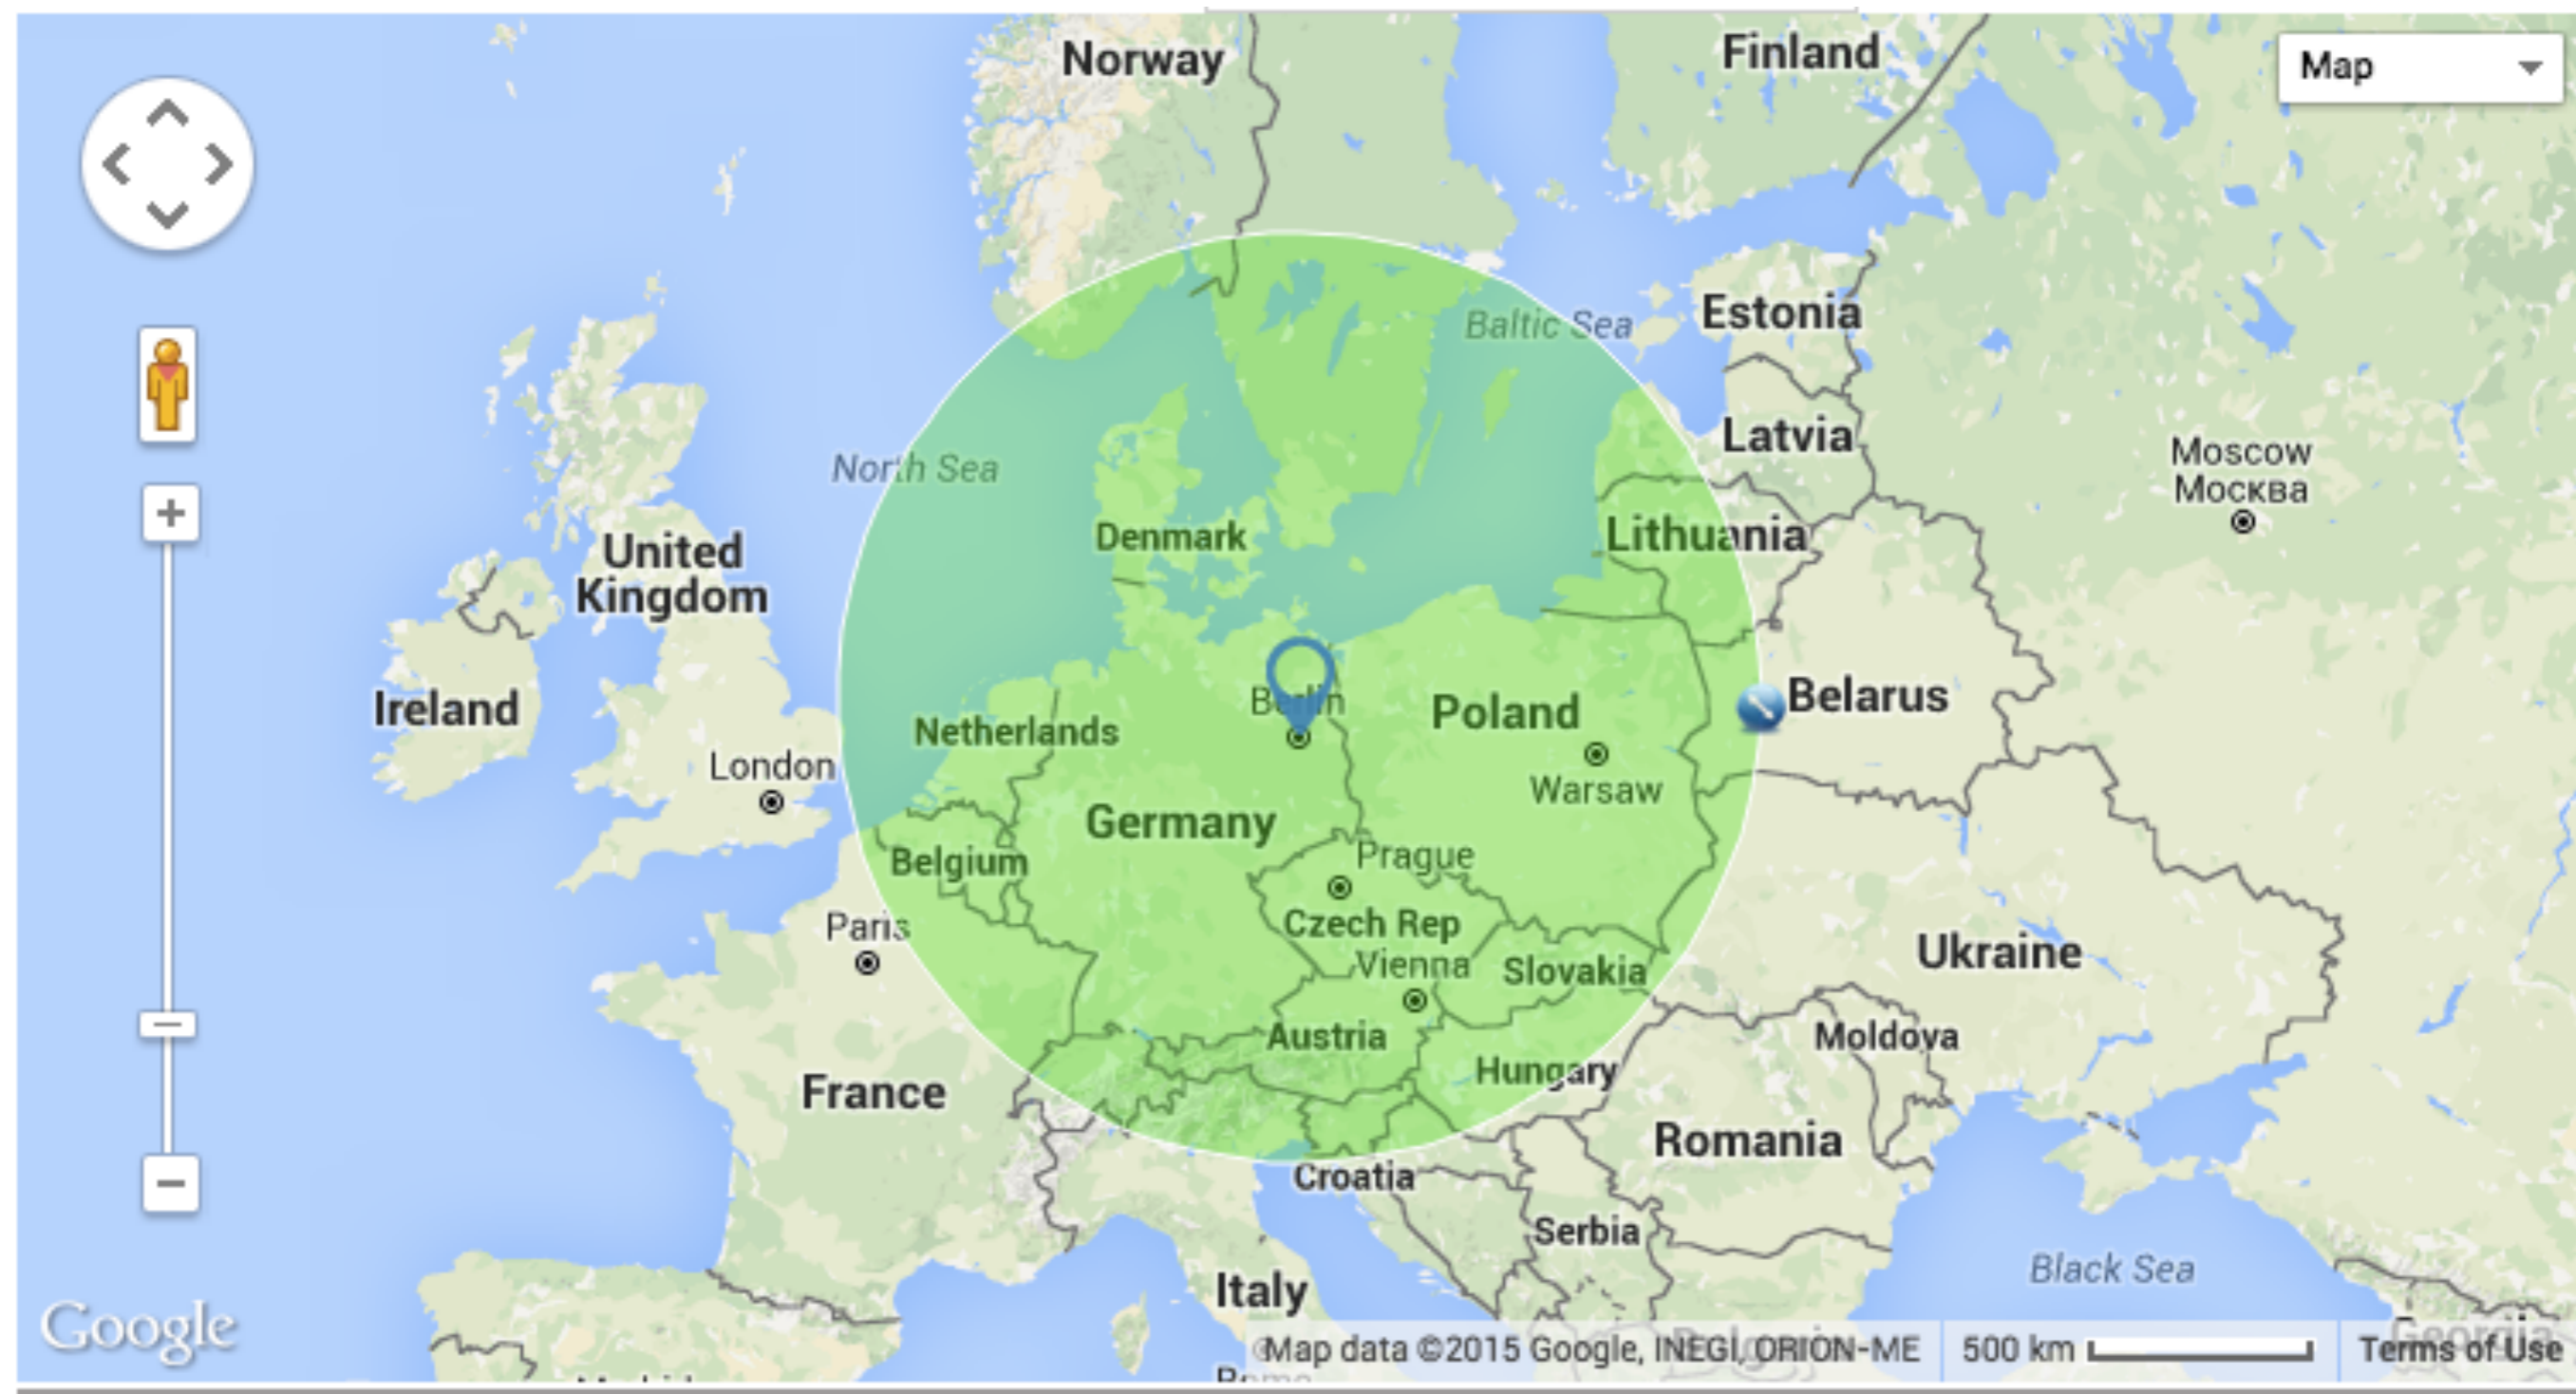 Norway
Finland
Map
Estonia
Baltic Sea
Latvia
Moscow
Москва
North Sea
Denmark
Lithuania
United
Kingdom
Ireland
Berlin
Poland
Belarus
Netherlands
London
Warsaw
Germany
Belgium
Prague
Paris
Czech Rep
Vienna
Slovakia
Ukraine
Austria
Moldova
Hungary
France
Romania
Croatia
Serbia
Black Sea
Italy
Google
Map data ©2015 Google, INEGI, ORION-ME
500 km
Terms of Use
Georgia